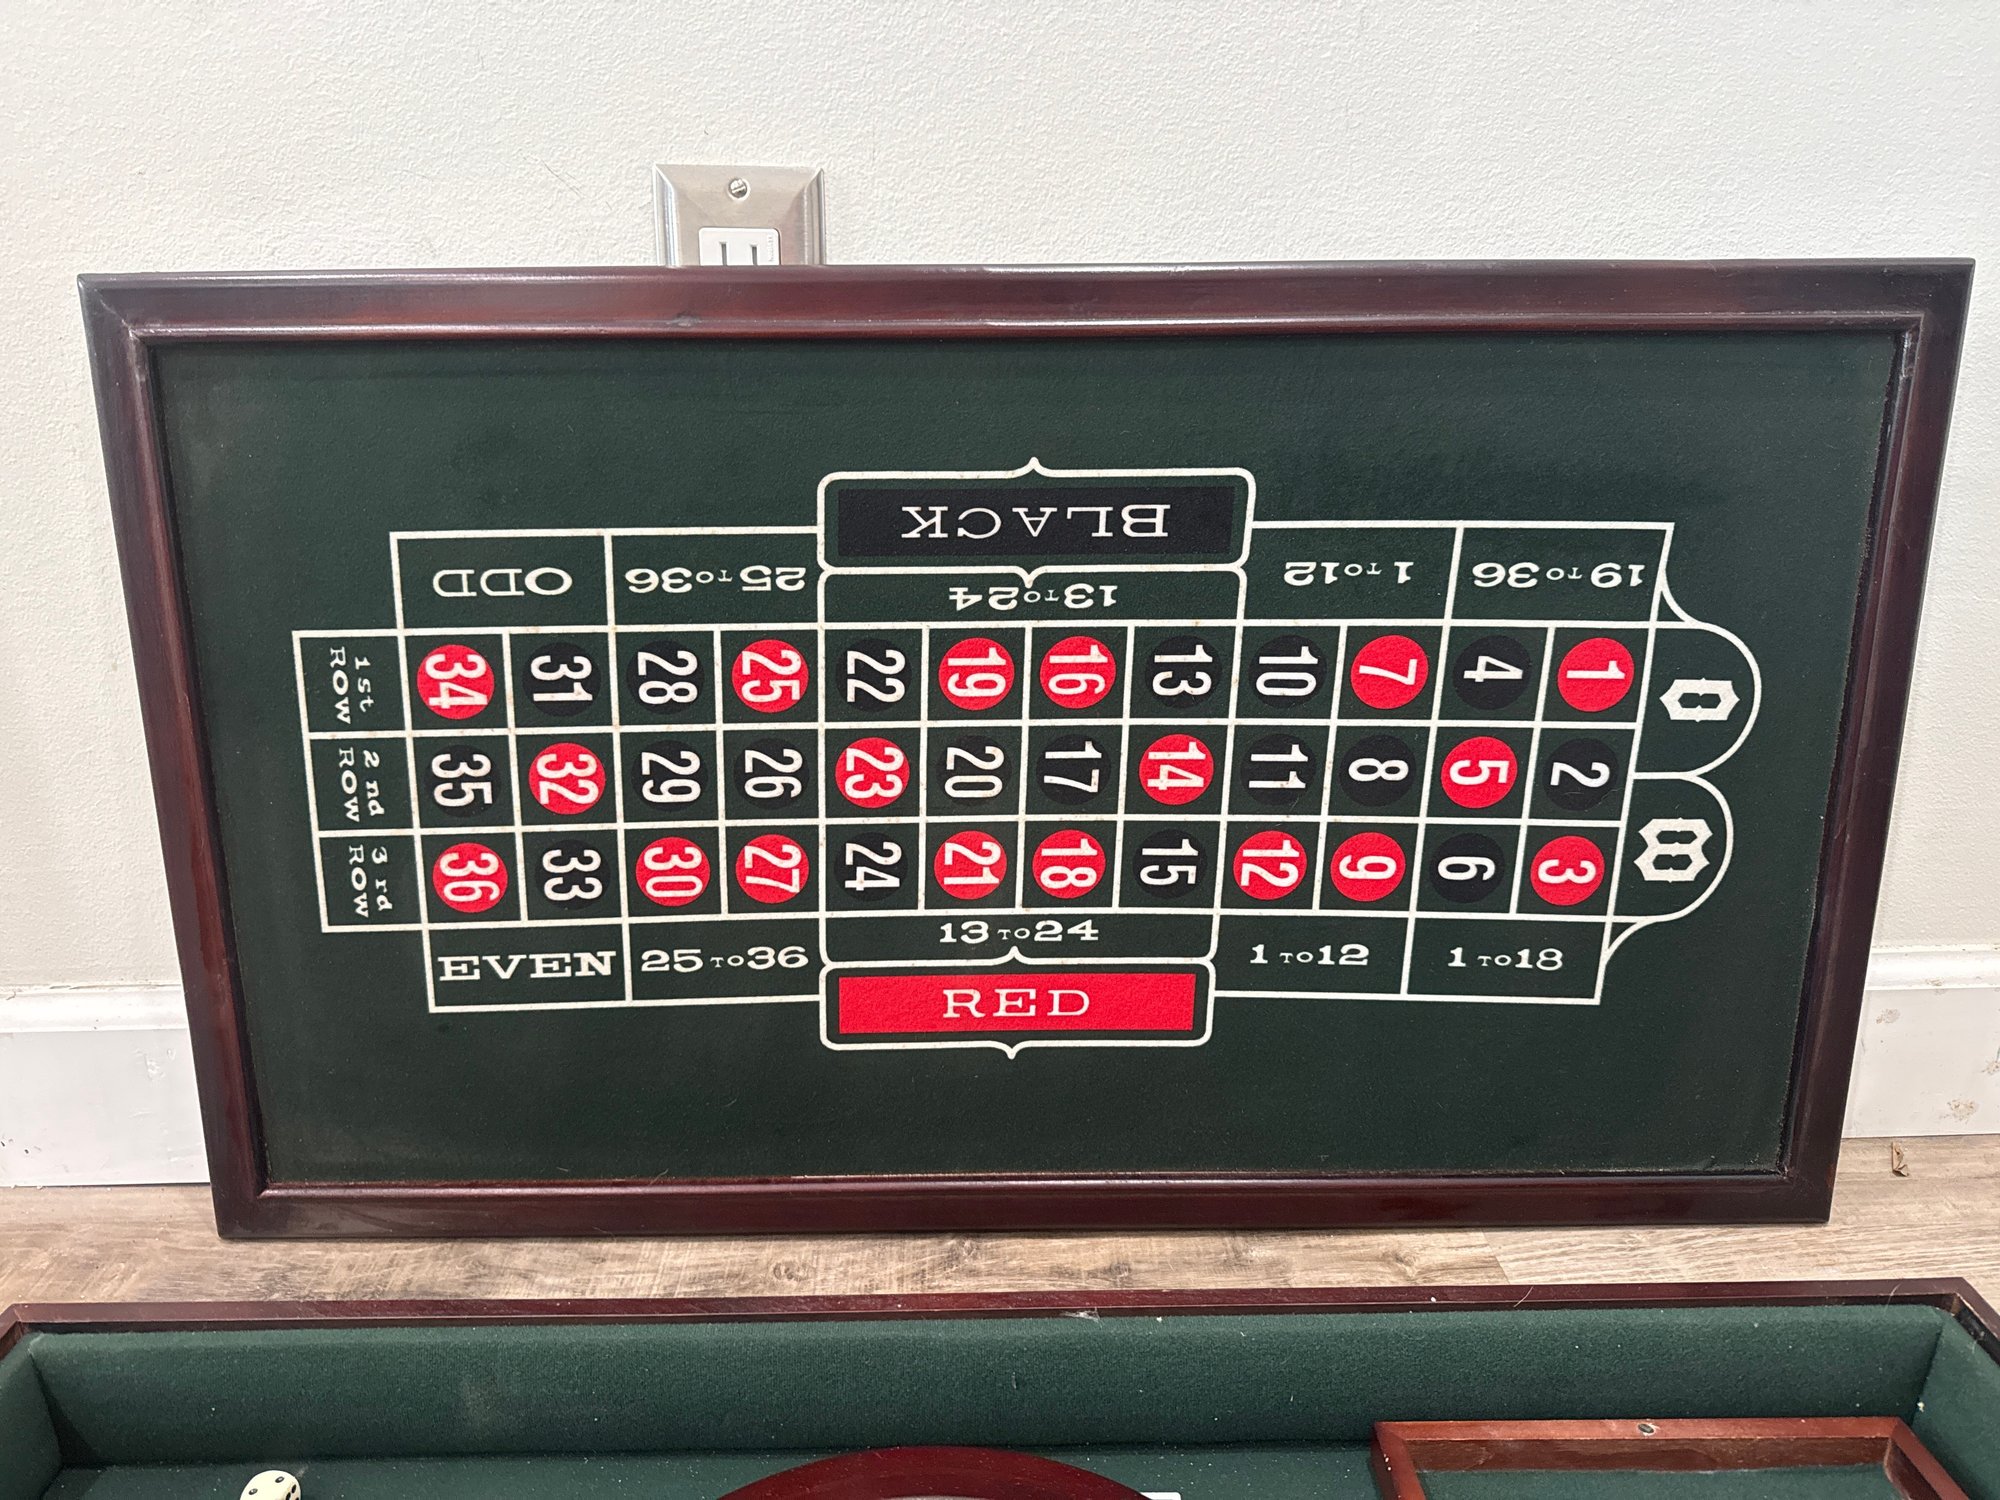 BLACK
ODD
25 TO 36
13 TO 24
1 TO 12
19 TO 36
1st ROW
34 31 28 25 22 19 16 13 10 7 4 1
0
2nd ROW
35 32 29 26 23 20 17 14 11 8 5 2
3rd ROW
36 33 30 27 24 21 18 15 12 9 6 3
00
EVEN
25 TO 36
13 TO 24
1 TO 12
1 TO 18
RED